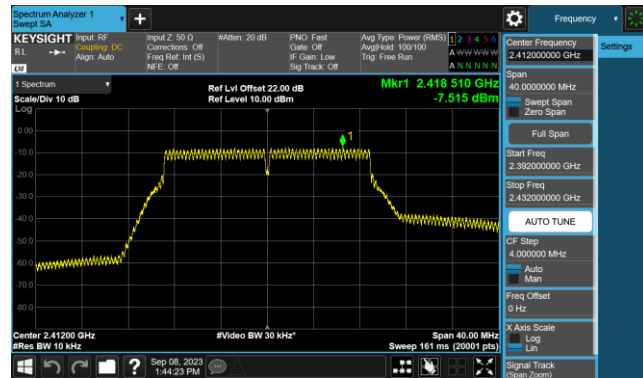 Spectrum Analyzer 1
Swept SA
+
Frequency
KEYSIGHT
RL
LXI
Input: RF
Coupling: DC
Align: Auto
Input Z: 50 Ω
Corrections: Off
Freq Ref: Int (S)
NFE: Off
#Atten: 20 dB
PNO: Fast
Gate: Off
IF Gain: Low
Sig Track: Off
Avg Type: Power (RMS)
Avg|Hold: 100/100
Trig: Free Run
1 2 3 4 5 6
A W W W W W
A N N N N N
1 Spectrum
Scale/Div 10 dB
Log
Ref Lvl Offset 22.00 dB
Ref Level 10.00 dBm
Mkr1 2.418 510 GHz
-7.515 dBm
1
0.00
-10.0
-20.0
-30.0
-40.0
-50.0
-60.0
-70.0
-80.0
Center 2.41200 GHz
#Res BW 10 kHz
#Video BW 30 kHz*
Span 40.00 MHz
Sweep 161 ms (20001 pts)
Settings
Center Frequency
2.412000000 GHz
Span
40.0000000 MHz
Swept Span
Zero Span
Full Span
Start Freq
2.392000000 GHz
Stop Freq
2.432000000 GHz
AUTO TUNE
CF Step
4.000000 MHz
Auto
Man
Freq Offset
0 Hz
X Axis Scale
Log
Lin
Signal Track
(Span Zoom)
?
Sep 08, 2023
1:44:23 PM